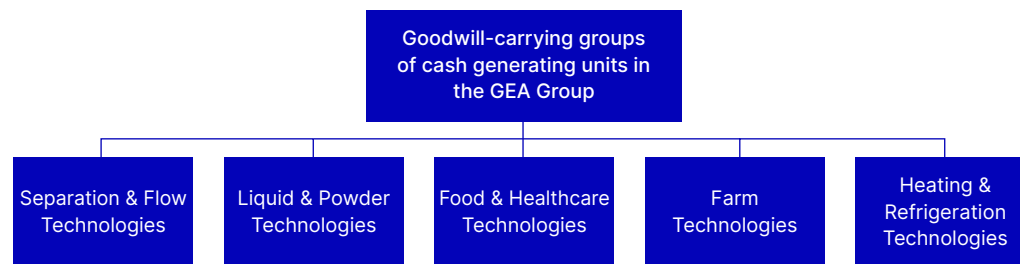 Goodwill-carrying groups
of cash generating units in
the GEA Group
Separation & Flow
Technologies
Liquid & Powder
Technologies
Food & Healthcare
Technologies
Farm
Technologies
Heating &
Refrigeration
Technologies